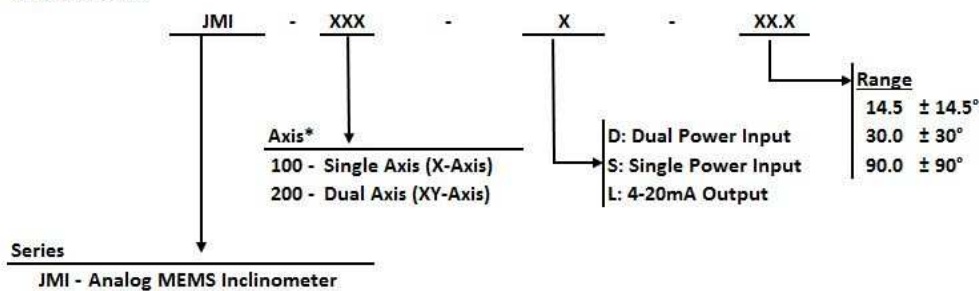 JMI - XXX - X - XX.X
Range
14.5 ± 14.5°
30.0 ± 30°
90.0 ± 90°
Axis*
100 - Single Axis (X-Axis)
200 - Dual Axis (XY-Axis)
D: Dual Power Input
S: Single Power Input
L: 4-20mA Output
Series
JMI - Analog MEMS Inclinometer